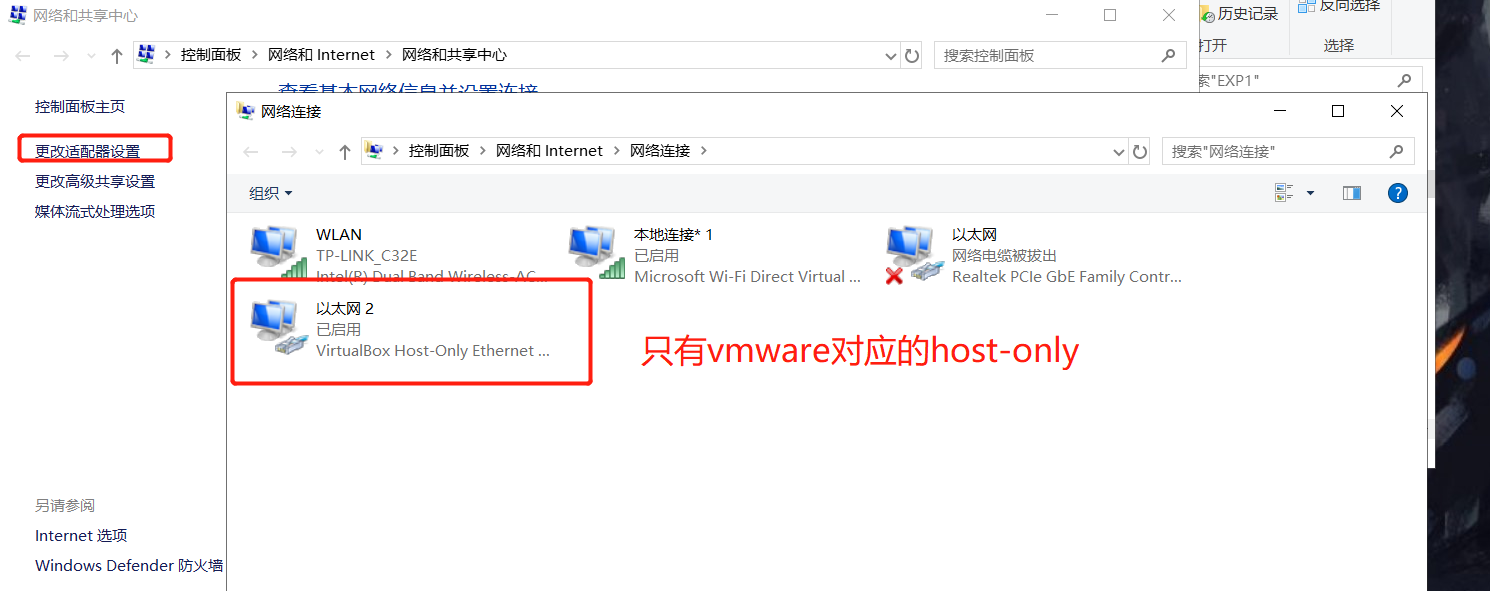 网络和共享中心
历史记录
反向选择
打开
选择
控制面板 网络和 Internet 网络和共享中心
搜索控制面板
索"EXP1"
查看基本网络信息并设置连接
控制面板主页
更改适配器设置
更改高级共享设置
媒体流式处理选项
网络连接
控制面板 网络和 Internet 网络连接
搜索"网络连接"
组织
WLAN
TP-LINK_C32E
Intel(R) Dual Band Wireless-AC...
本地连接* 1
已启用
Microsoft Wi-Fi Direct Virtual ...
以太网
网络电缆被拔出
Realtek PCIe GbE Family Contr...
以太网 2
已启用
VirtualBox Host-Only Ethernet ...
只有vmware对应的host-only
另请参阅
Internet 选项
Windows Defender 防火墙